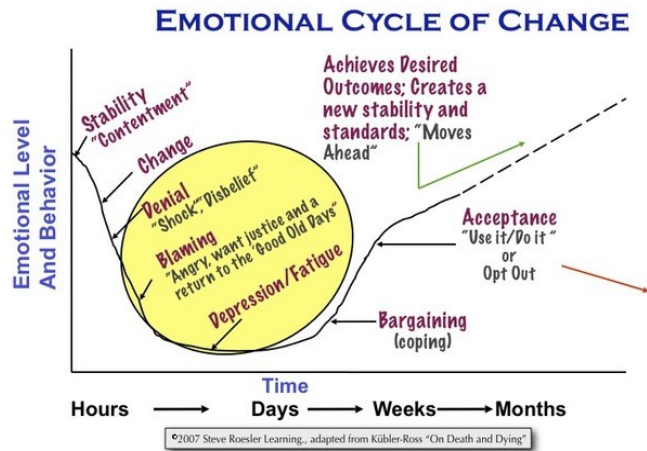 EMOTIONAL CYCLE OF CHANGE
Emotional Level
And Behavior
Stability
"Contentment"
Change
Denial
"Shock", "Disbelief"
Blaming
"Angry, want justice and a
return to the 'Good Old Days"
Depression/Fatigue
Achieves Desired
Outcomes; Creates a
new stability and
standards; "Moves
Ahead"
Acceptance
"Use it/Do it "
or
Opt Out
Bargaining
(coping)
Time
Hours Days Weeks Months
©2007 Steve Roesler Learning., adapted from Kübler-Ross "On Death and Dying"